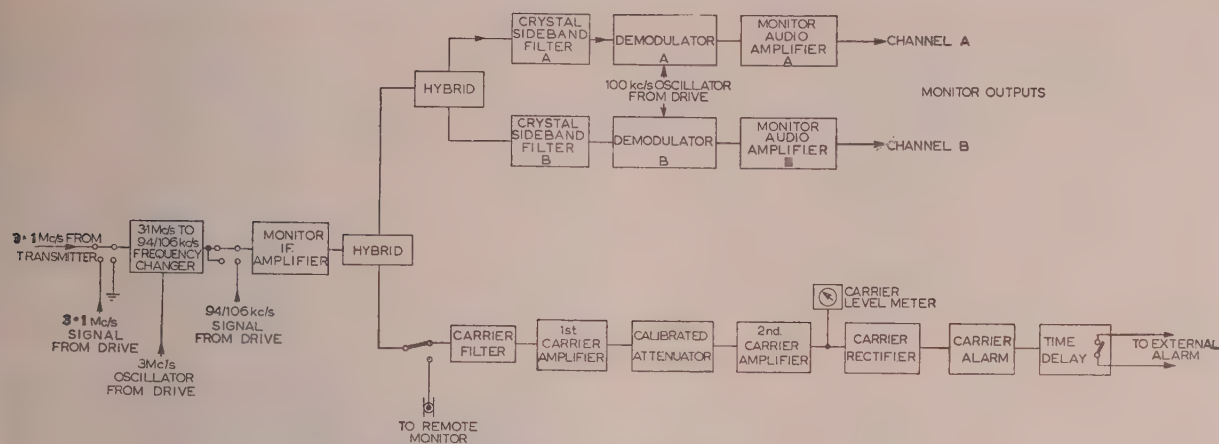 CRYSTAL
SIDEBAND
FILTER
A
DEMODULATOR
A
MONITOR
AUDIO
AMPLIFIER
A
CHANNEL A
HYBRID
100 kc/s OSCILLATOR
FROM DRIVE
MONITOR OUTPUTS
CRYSTAL
SIDEBAND
FILTER
B
DEMODULATOR
B
MONITOR
AUDIO
AMPLIFIER
CHANNEL B
3·1 Mc/s FROM
TRANSMITTER
31Mc/s TO
94/106kc/s
FREQUENCY
CHANGER
MONITOR
I.F.
AMPLIFIER
HYBRID
3·1 Mc/s
SIGNAL
FROM DRIVE
94/106 kc/s
SIGNAL
FROM DRIVE
3Mc/s
OSCILLATOR
FROM DRIVE
CARRIER
LEVEL METER
CARRIER
FILTER
1st
CARRIER
AMPLIFIER
CALIBRATED
ATTENUATOR
2nd.
CARRIER
AMPLIFIER
CARRIER
RECTIFIER
CARRIER
ALARM
TIME
DELAY
TO EXTERNAL
ALARM
TO REMOTE
MONITOR